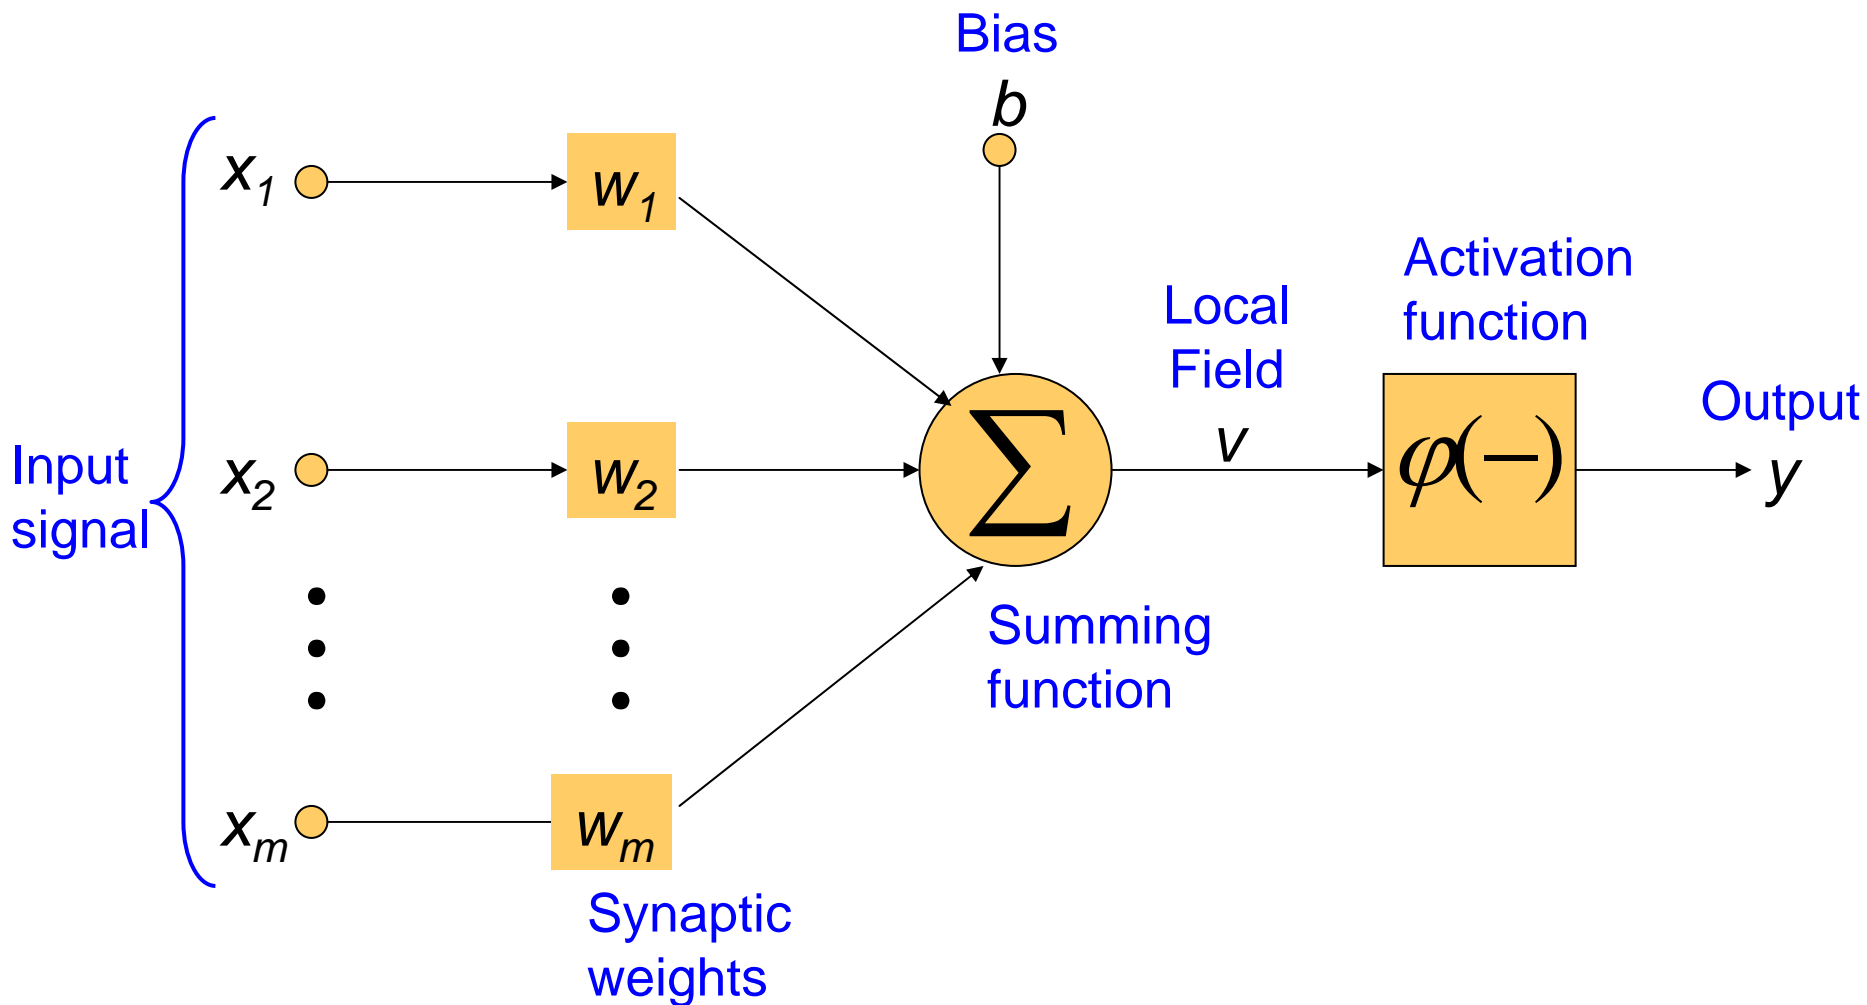 Bias
b
x1
w1
Activation
function
Local
Field
v
Output
y
Input
signal
x2
w2
∑
φ(−)
Summing
function
xm
wm
Synaptic
weights